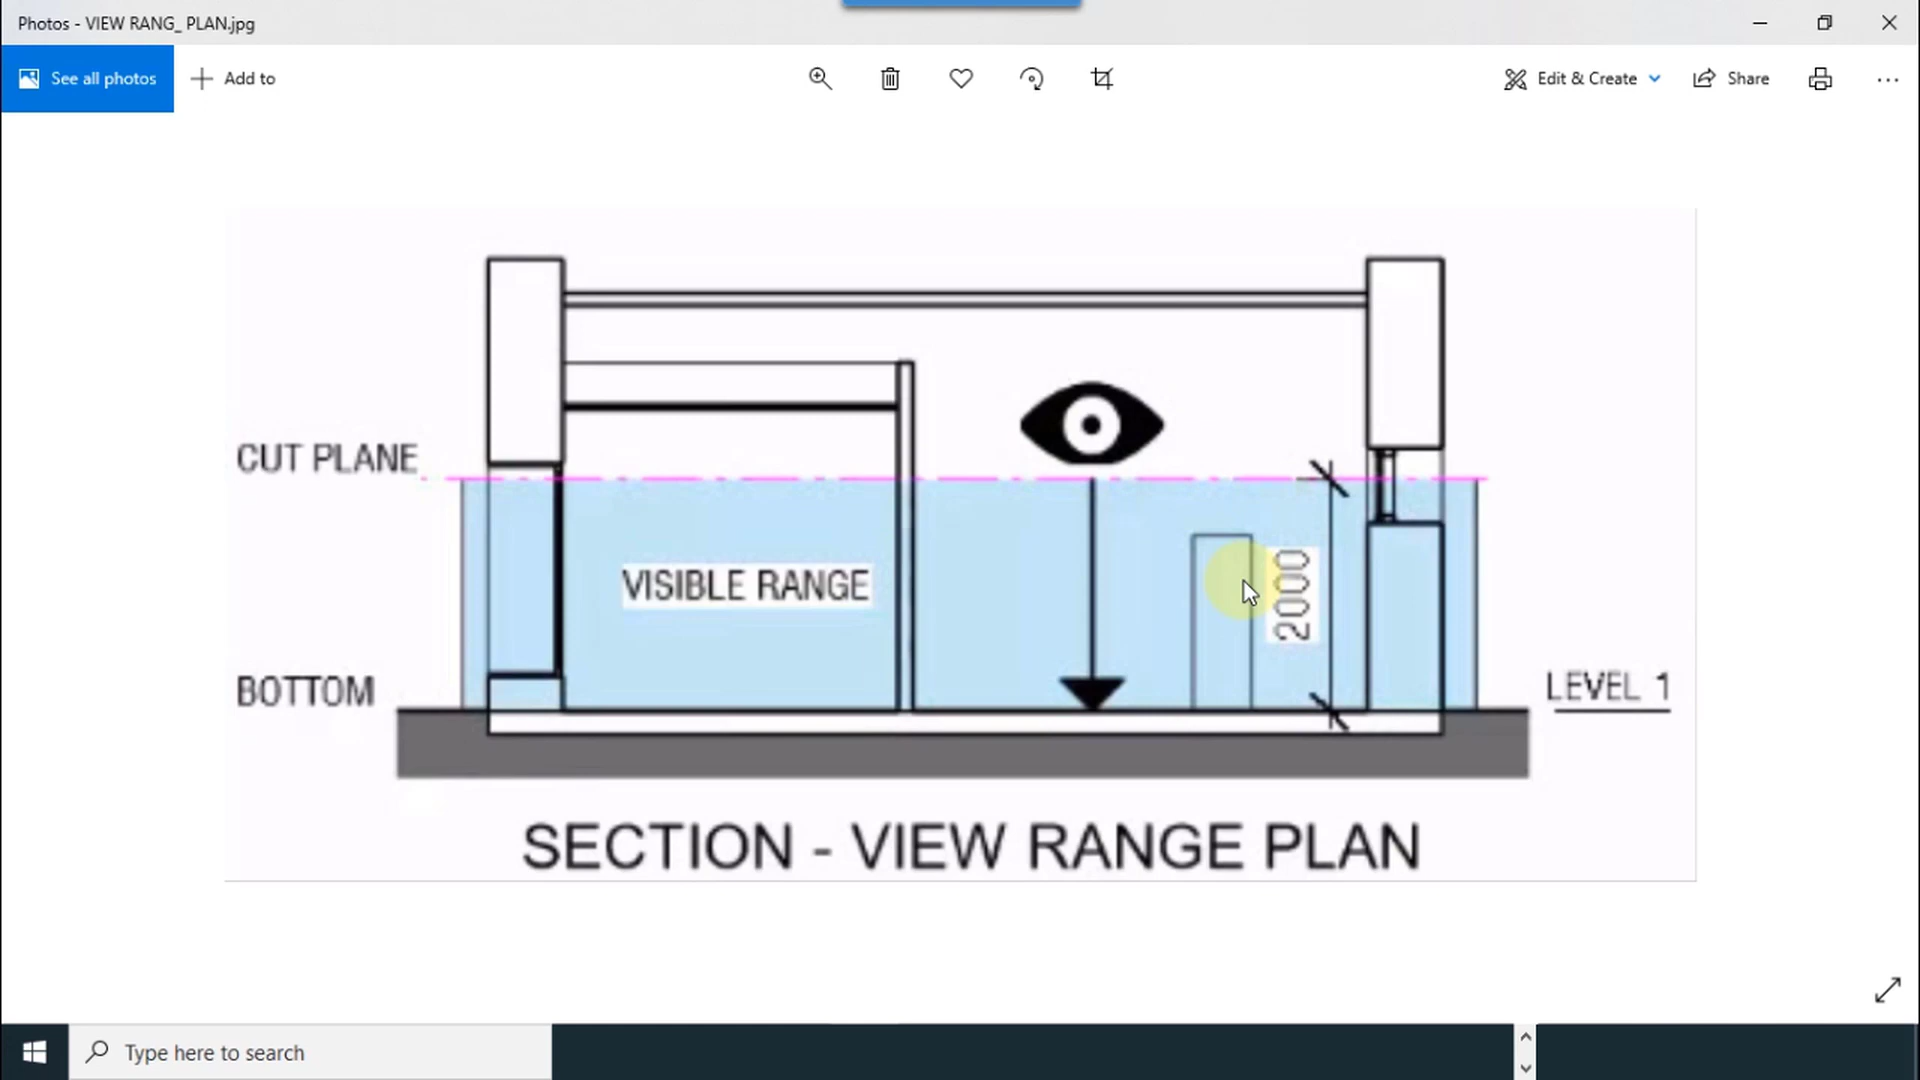 Photos - VIEW RANG_ PLAN.jpg
See all photos
Add to
Edit & Create
Share
CUT PLANE
VISIBLE RANGE
2000
BOTTOM
LEVEL 1
SECTION - VIEW RANGE PLAN
Type here to search